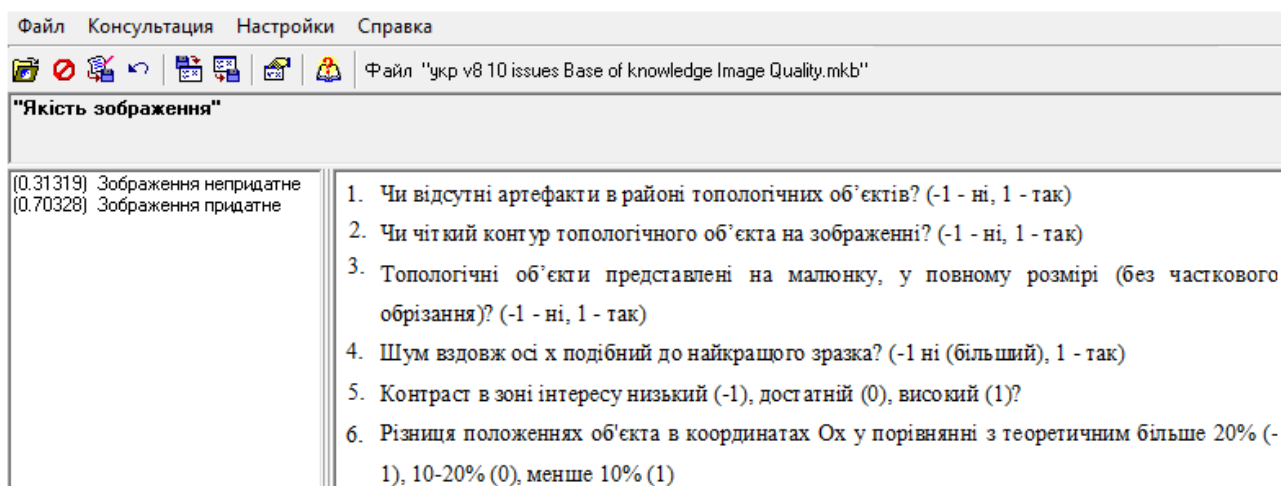 Файл Консультация Настройки Справка
Файл "укр v8 10 issues Base of knowledge Image Quality.mkb"
"Якість зображення"
(0.31319) Зображення непридатне
(0.70328) Зображення придатне
1. Чи відсутні артефакти в районі топологічних об’єктів? (-1 - ні, 1 - так)
2. Чи чіткий контур топологічного об’єкта на зображенні? (-1 - ні, 1 - так)
3. Топологічні об’єкти представлені на малюнку, у повному розмірі (без часткового
обрізання)? (-1 - ні, 1 - так)
4. Шум вздовж осі x подібний до найкращого зразка? (-1 ні (більший), 1 - так)
5. Контраст в зоні інтересу низький (-1), достатній (0), високий (1)?
6. Різниця положеннях об'єкта в координатах Ox у порівнянні з теоретичним більше 20% (-
1), 10-20% (0), менше 10% (1)